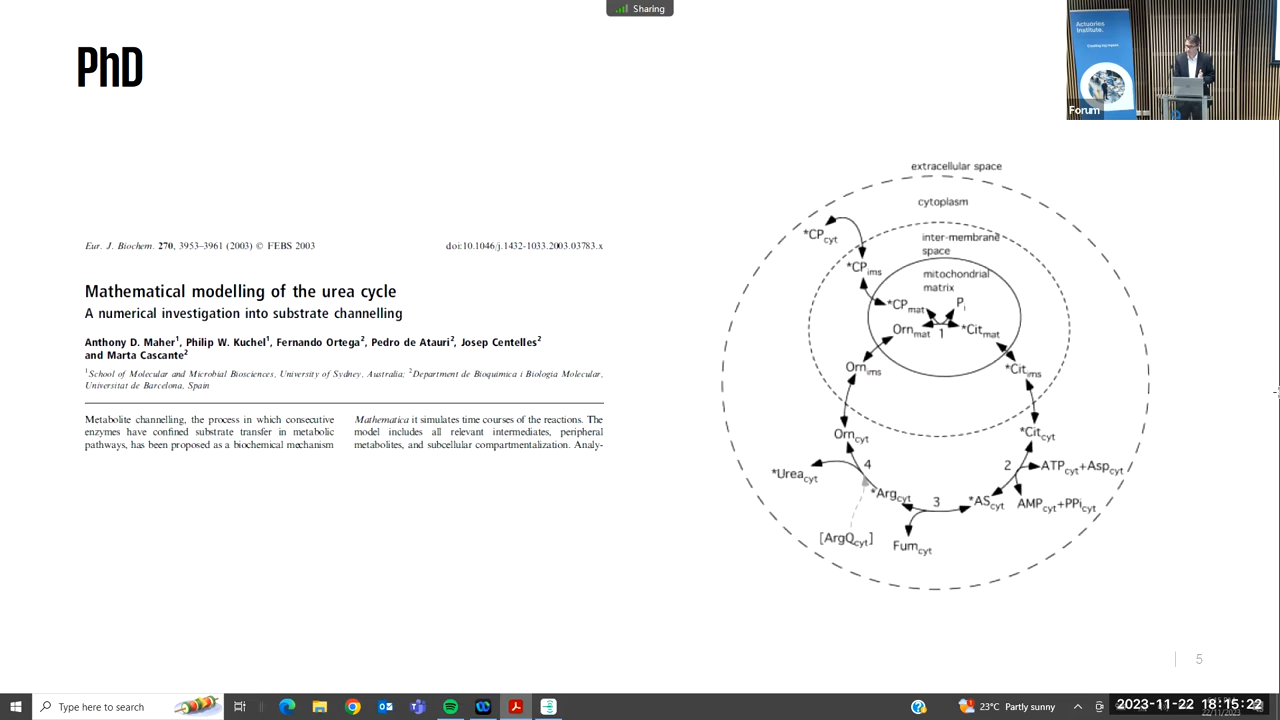 Sharing
PhD
Actuaries
Institute.
Forum
Eur. J. Biochem. 270, 3953–3961 (2003) © FEBS 2003
doi:10.1046/j.1432-1033.2003.03783.x
Mathematical modelling of the urea cycle
A numerical investigation into substrate channelling
Anthony D. Maher1, Philip W. Kuchel1, Fernando Ortega2, Pedro de Atauri2, Josep Centelles2
and Marta Cascante2
1School of Molecular and Microbial Biosciences, University of Sydney, Australia; 2Department de Bioquimica i Biologia Molecular,
Universitat de Barcelona, Spain
Metabolite channelling, the process in which consecutive
enzymes have confined substrate transfer in metabolic
pathways, has been proposed as a biochemical mechanism
Mathematica it simulates time courses of the reactions. The
model includes all relevant intermediates, peripheral
metabolites, and subcellular compartmentalization. Analy-
extracellular space
cytoplasm
*CPcyt
inter-membrane
space
*CPims
mitochondrial
matrix
*CPmat
Pi
Ornmat
1
*Citmat
Ornims
*Citims
Orncyt
*Citcyt
4
2
ATPcyt+Aspcyt
*Ureacyt
*Argcyt
3
*AScyt
AMPcyt+PPicyt
[ArgQcyt]
Fumcyt
5
Type here to search
23°C Partly sunny
2023-11-22 18:15:22